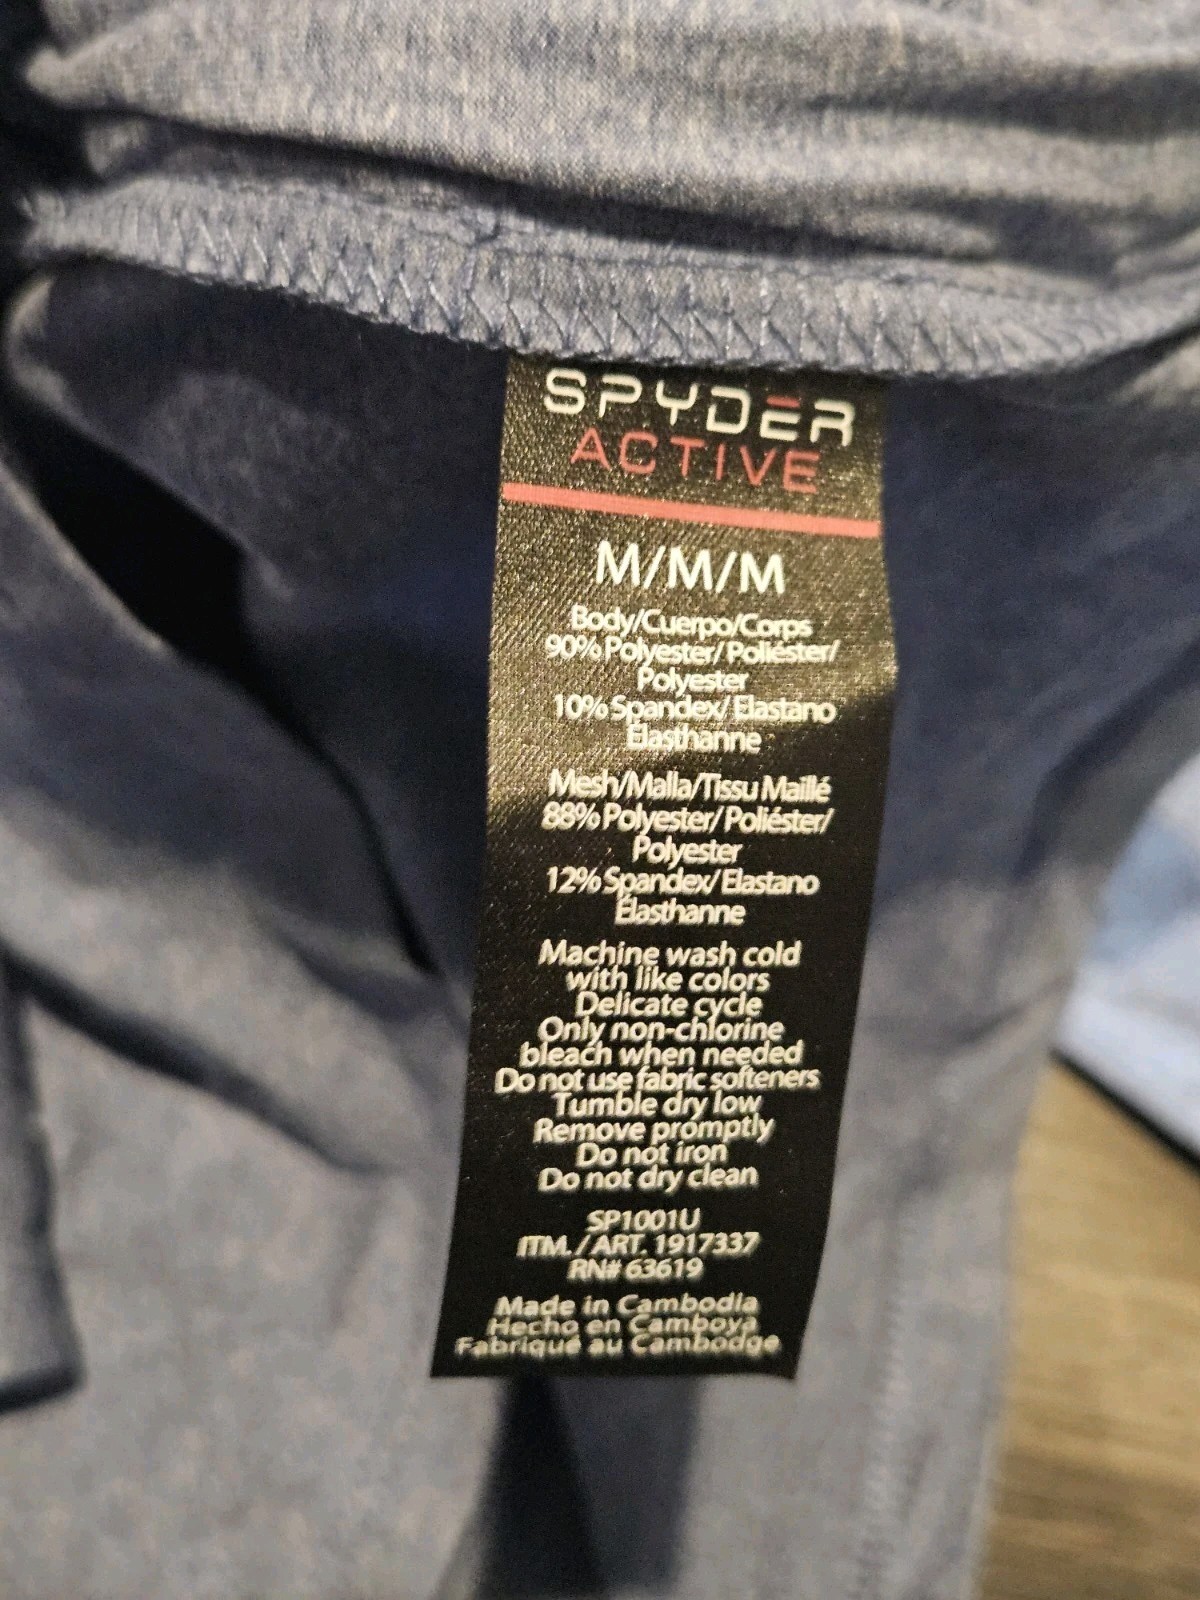 SPYDER
ACTIVE
M/M/M
Body/Cuerpo/Corps
90% Polyester/Poliéster/
Polyester
10% Spandex/Elastano
Élasthanne
Mesh/Malla/Tissu Maillé
88% Polyester/Poliéster/
Polyester
12% Spandex/Elastano
Élasthanne
Machine wash cold
with like colors
Delicate cycle
Only non-chlorine
bleach when needed
Do not use fabric softeners
Tumble dry low
Remove promptly
Do not iron
Do not dry clean
SP1001U
ITM. / ART. 1917337
RN# 63619
Made in Cambodia
Hecho en Camboya
Fabriqué au Cambodge